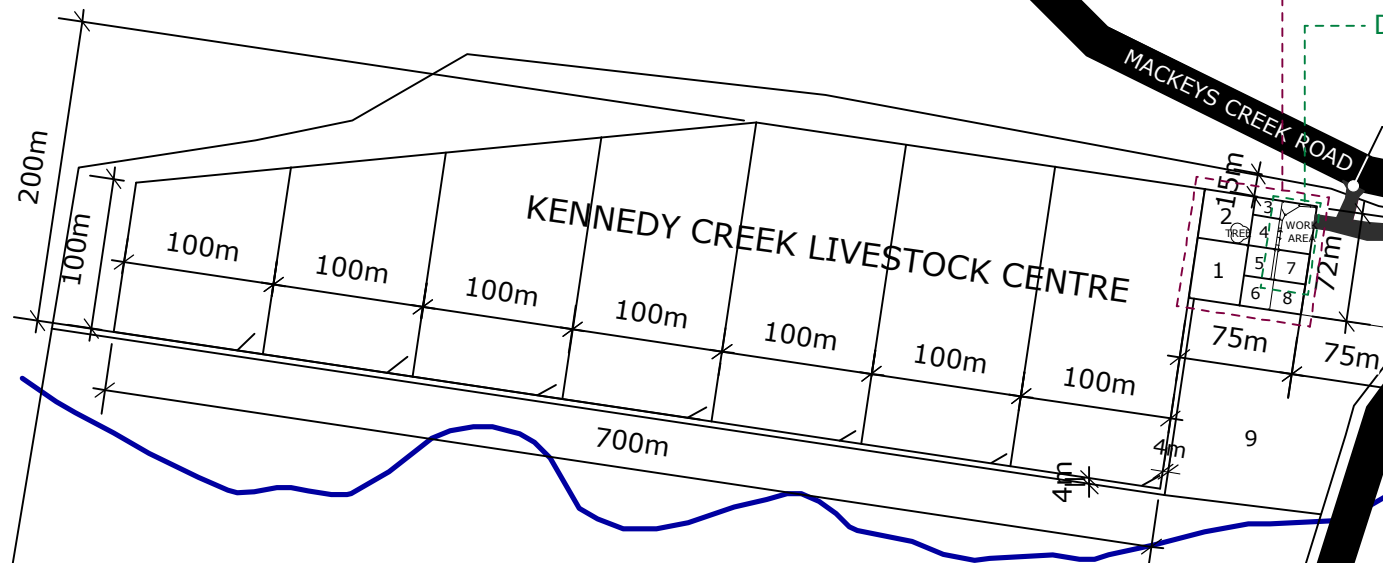 MACKEYS CREEK ROAD
D
200m
100m
KENNEDY CREEK LIVESTOCK CENTRE
100m
100m
100m
100m
100m
100m
100m
15m
2
TREE
3
4
WORK
AREA
1
5
7
6
8
72m
75m
75m
9
700m
4m
4m